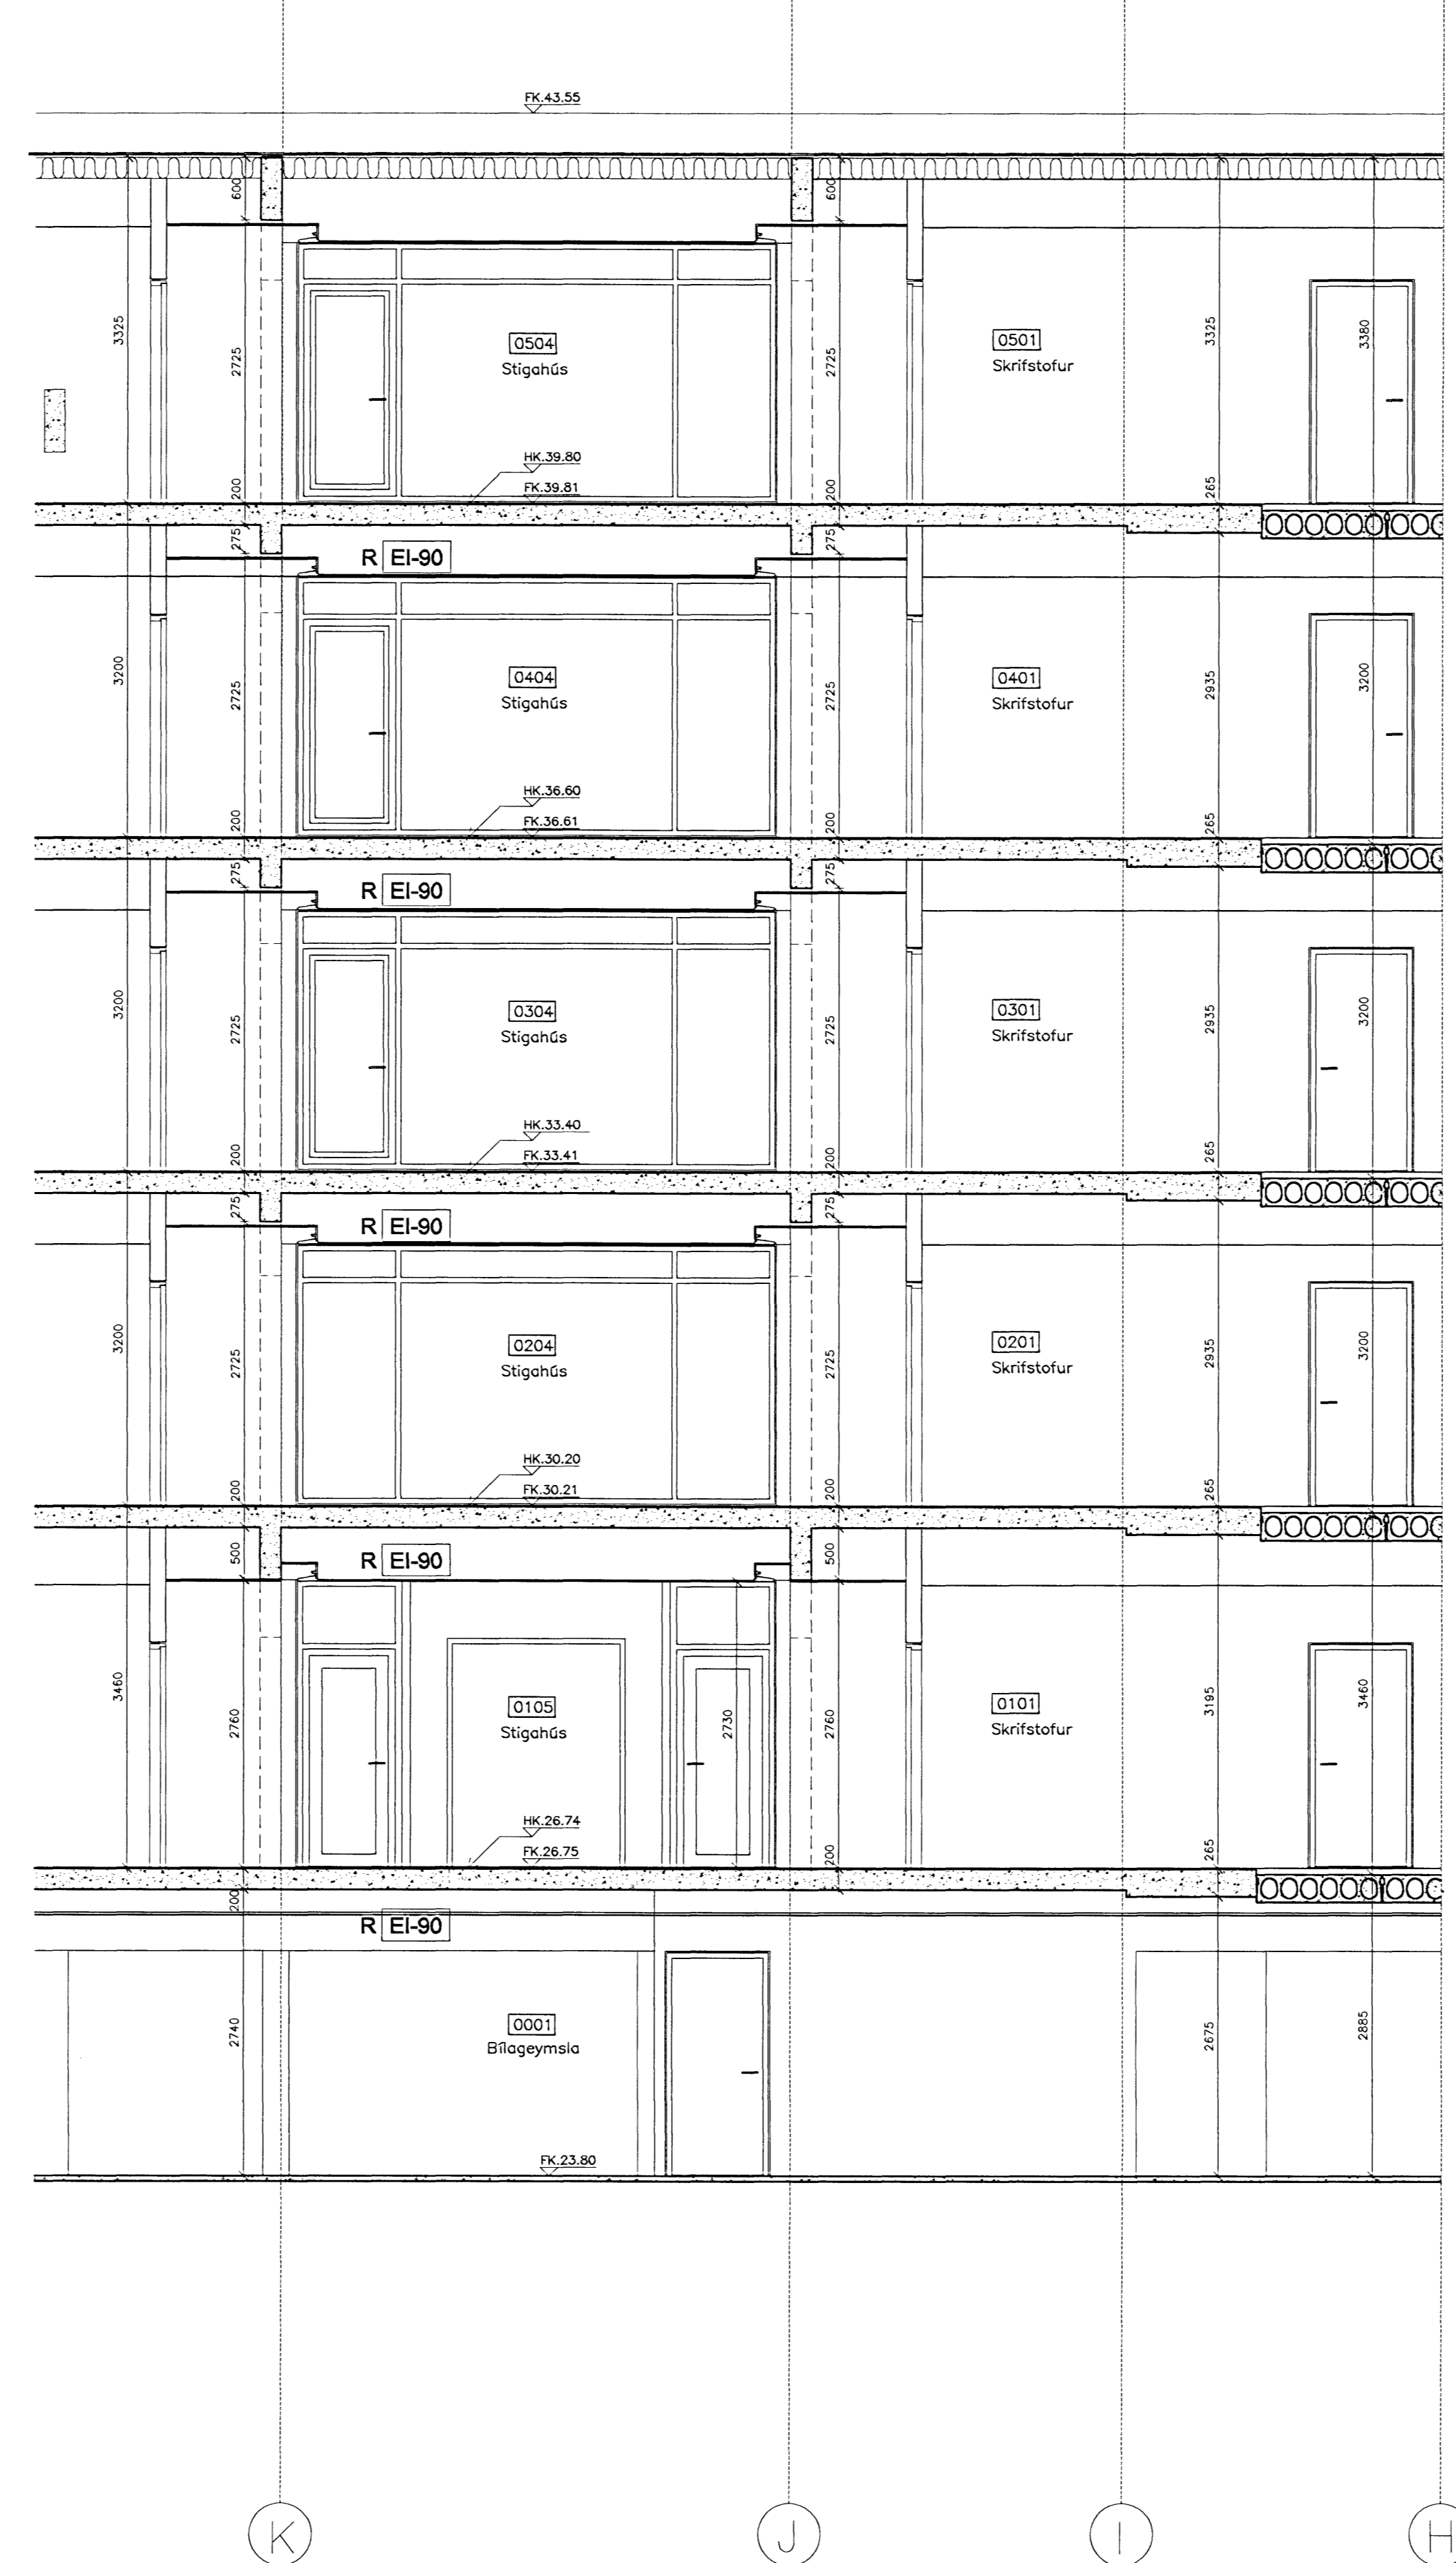 FK.43.55
600
600
3325
2725
0504
Stigahús
2725
0501
Skrifstofur
3325
3380
HK.39.80
FK.39.81
200
200
265
275
275
R EI-90
3200
2725
0404
Stigahús
2725
0401
Skrifstofur
2935
3200
HK.36.60
FK.36.61
200
200
265
275
275
R EI-90
3200
2725
0304
Stigahús
2725
0301
Skrifstofur
2935
3200
HK.33.40
FK.33.41
200
200
265
275
275
R EI-90
3200
2725
0204
Stigahús
2725
0201
Skrifstofur
2935
3200
HK.30.20
FK.30.21
200
200
265
500
500
R EI-90
3460
2760
0105
Stigahús
2730
2760
0101
Skrifstofur
3195
3460
HK.26.74
FK.26.75
200
265
200
R EI-90
2740
0001
Bílageymsla
2675
2885
FK.23.80
K
J
I
H